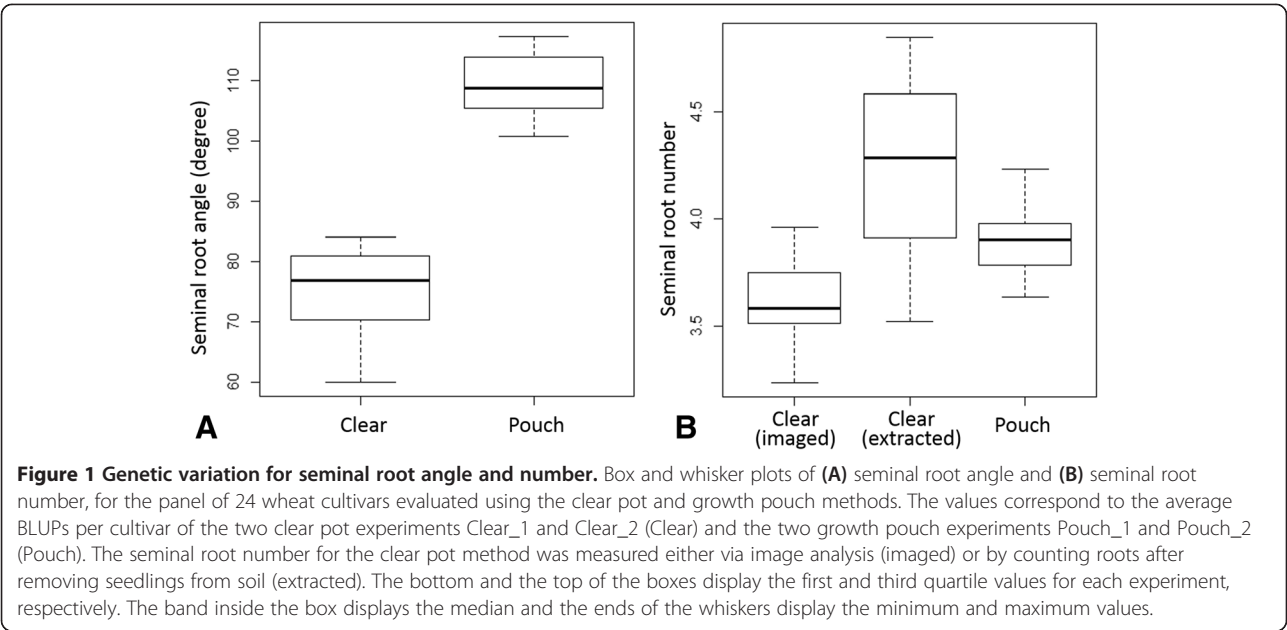 Seminal root angle (degree)
110
100
90
80
70
60
Clear
Pouch
A
Seminal root number
4.5
4.0
3.5
Clear
(imaged)
Clear
(extracted)
Pouch
B
Figure 1 Genetic variation for seminal root angle and number. Box and whisker plots of (A) seminal root angle and (B) seminal root
number, for the panel of 24 wheat cultivars evaluated using the clear pot and growth pouch methods. The values correspond to the average
BLUPs per cultivar of the two clear pot experiments Clear_1 and Clear_2 (Clear) and the two growth pouch experiments Pouch_1 and Pouch_2
(Pouch). The seminal root number for the clear pot method was measured either via image analysis (imaged) or by counting roots after
removing seedlings from soil (extracted). The bottom and the top of the boxes display the first and third quartile values for each experiment,
respectively. The band inside the box displays the median and the ends of the whiskers display the minimum and maximum values.